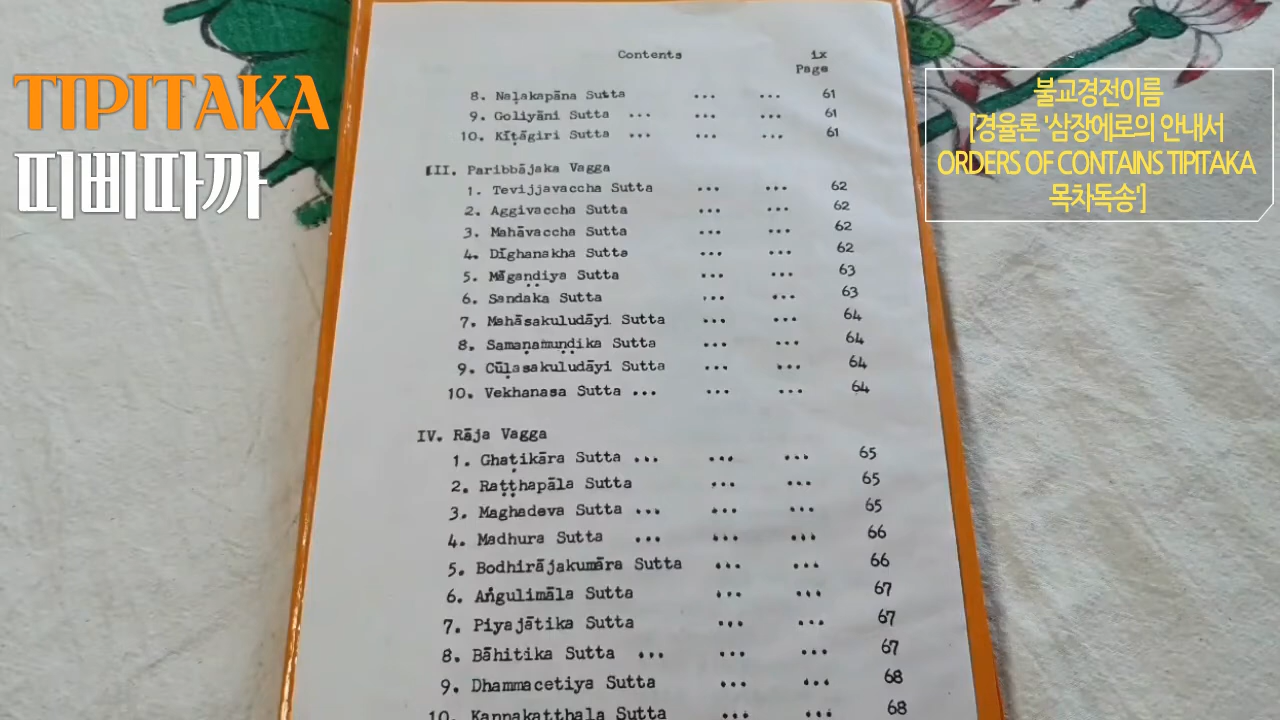 TIPITAKA
띠삐따까
불교경전이름
[경율론 '삼장에로의 안내서
ORDERS OF CONTAINS TIPITAKA
목차독송']
Contents ix
Page
8. Naḷakapāna Sutta ... ... 61
9. Goliyāni Sutta ... ... ... 61
10. Kīṭāgiri Sutta ... ... ... 61
III. Paribbājaka Vagga
1. Tevijjavaccha Sutta ... ... 62
2. Aggivaccha Sutta ... ... 62
3. Mahāvaccha Sutta ... ... 62
4. Dīghanakha Sutta ... ... 62
5. Māgaṇḍiya Sutta ... ... 63
6. Sandaka Sutta ... ... 63
7. Mahāsakuludāyi Sutta ... ... 64
8. Samaṇamuṇḍika Sutta ... ... 64
9. Cūḷasakuludāyi Sutta ... ... 64
10. Vekhanasa Sutta ... ... ... 64
IV. Rāja Vagga
1. Ghaṭikāra Sutta ... ... ... 65
2. Raṭṭhapāla Sutta ... ... 65
3. Maghadeva Sutta ... ... ... 65
4. Madhura Sutta ... ... ... 66
5. Bodhirājakumāra Sutta ... ... 66
6. Aṅgulimāla Sutta ... ... 67
7. Piyajātika Sutta ... ... 67
8. Bāhitika Sutta ... ... ... 67
9. Dhammacetiya Sutta ... ... 68
10. Kaṇṇakatthala Sutta ... ... 68